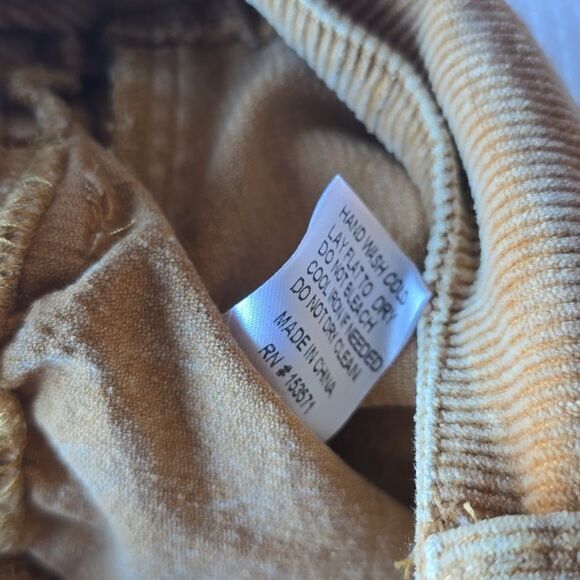 HAND WASH COLD
LAY FLAT TO DRY
DO NOT BLEACH
COOL IRON IF NEEDED
DO NOT DRY CLEAN
MADE IN CHINA
RN # 153571